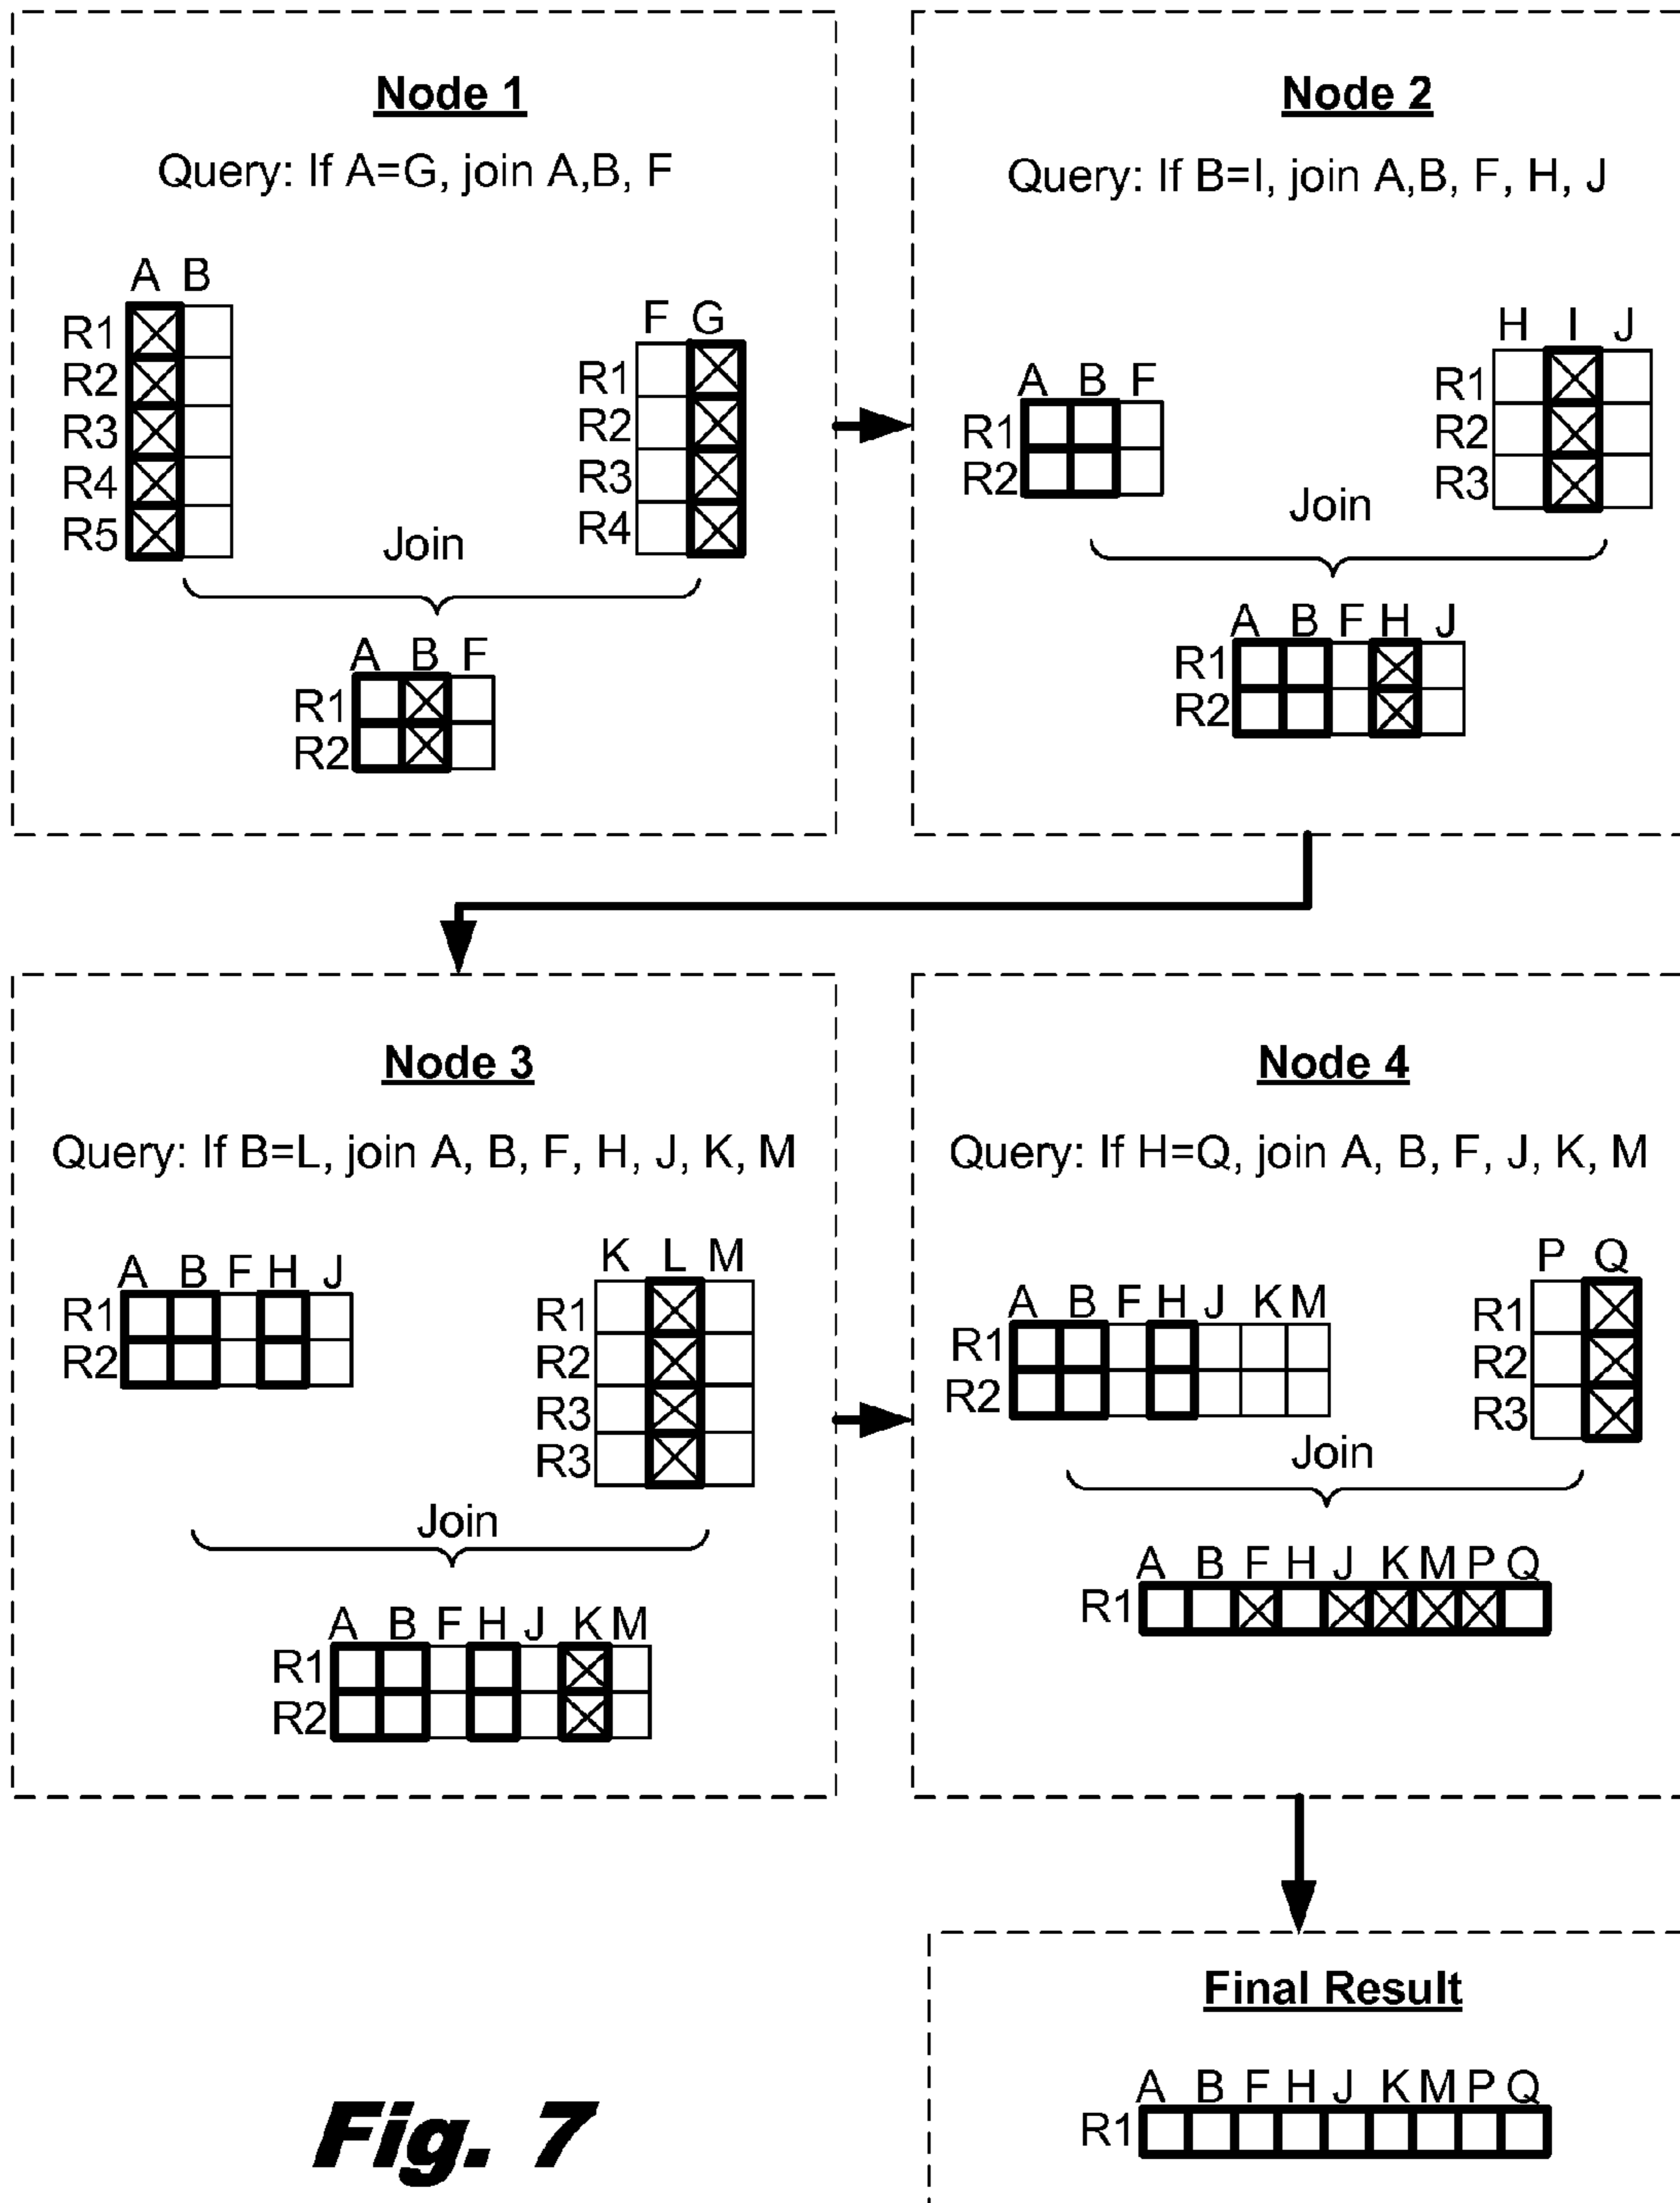 Node 1
Query: If A=G, join A,B, F
A B
R1
R2
R3
R4
R5
F G
R1
R2
R3
R4
Join
A B F
R1
R2
Node 2
Query: If B=I, join A,B, F, H, J
A B F
R1
R2
H I J
R1
R2
R3
Join
A B F H J
R1
R2
Node 3
Query: If B=L, join A, B, F, H, J, K, M
A B F H J
R1
R2
K L M
R1
R2
R3
R3
Join
A B F H J K M
R1
R2
Node 4
Query: If H=Q, join A, B, F, J, K, M
A B F H J K M
R1
R2
P Q
R1
R2
R3
Join
A B F H J K M P Q
R1
Final Result
A B F H J K M P Q
R1
Fig. 7